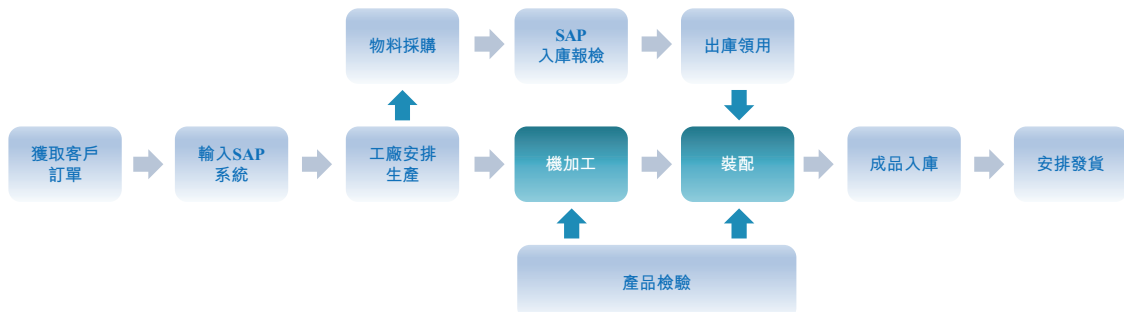 物料採購
SAP
入庫報檢
出庫領用
獲取客戶
訂單
輸入SAP
系統
工廠安排
生產
機加工
裝配
成品入庫
安排發貨
產品檢驗